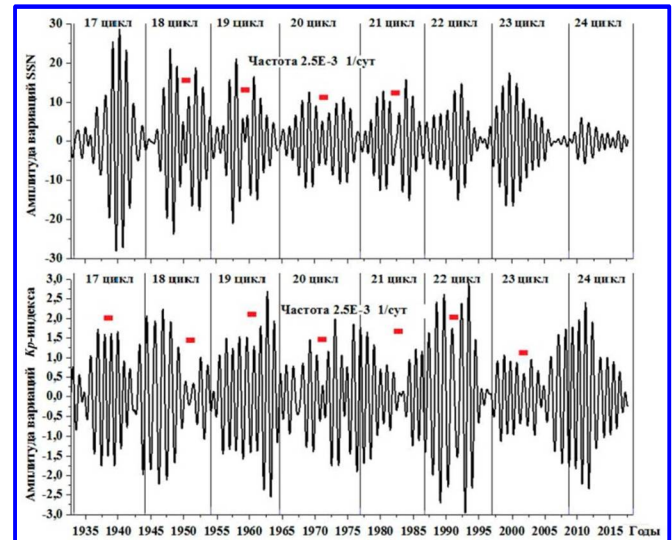 17 цикл 18 цикл 19 цикл 20 цикл 21 цикл 22 цикл 23 цикл 24 цикл
Частота 2.5E-3 1/сут
Амплитуда вариаций SSN
30
20
10
0
-10
-20
30
17 цикл 18 цикл 19 цикл 20 цикл 21 цикл 22 цикл 23 цикл 24 цикл
Частота 2.5E-3 1/сут
Амплитуда вариаций Kp-индекса
3,0
2,5
2,0
1,5
1,0
0,5
0,0
-0,5
-1,0
-1,5
-2,0
-2,5
-3,0
1935 1940 1945 1950 1955 1960 1965 1970 1975 1980 1985 1990 1995 2000 2005 2010 2015 Годы